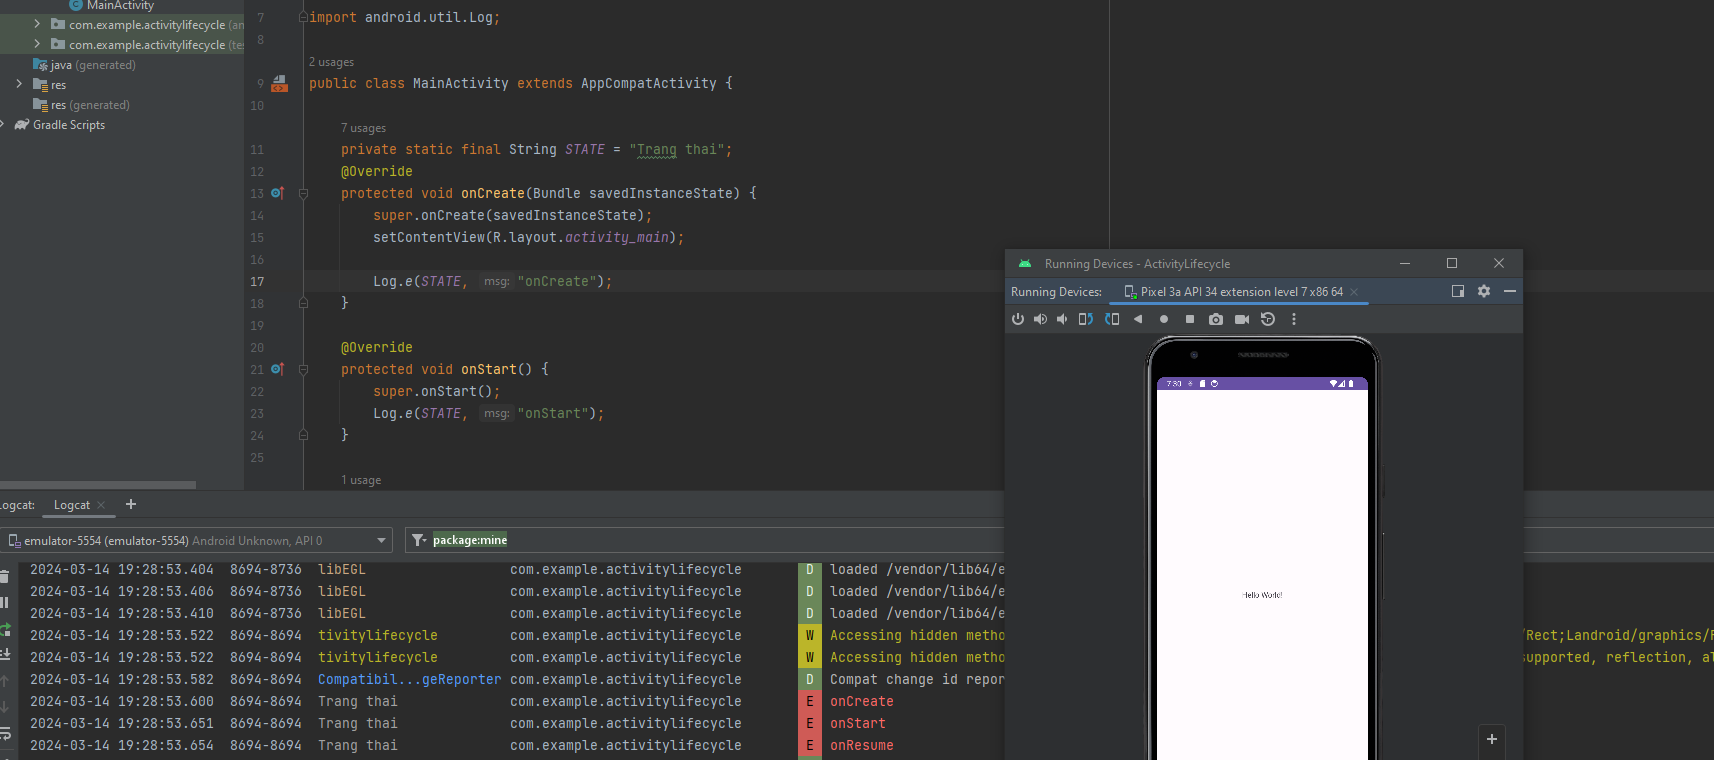 MainActivity
com.example.activitylifecycle (an
com.example.activitylifecycle (tes
java (generated)
res
res (generated)
Gradle Scripts
7 import android.util.Log;
8
2 usages
9 public class MainActivity extends AppCompatActivity {
10
7 usages
11 private static final String STATE = "Trang thai";
12 @Override
13 protected void onCreate(Bundle savedInstanceState) {
14 super.onCreate(savedInstanceState);
15 setContentView(R.layout.activity_main);
16
17 Log.e(STATE, msg: "onCreate");
18 }
19
20 @Override
21 protected void onStart() {
22 super.onStart();
23 Log.e(STATE, msg: "onStart");
24 }
25
1 usage
Running Devices - ActivityLifecycle
Running Devices: Pixel 3a API 34 extension level 7 x86 64
7:30
Hello World!
ogcat: Logcat
emulator-5554 (emulator-5554) Android Unknown, API 0
package:mine
2024-03-14 19:28:53.404 8694-8736 libEGL com.example.activitylifecycle D loaded /vendor/lib64/e
2024-03-14 19:28:53.406 8694-8736 libEGL com.example.activitylifecycle D loaded /vendor/lib64/e
2024-03-14 19:28:53.410 8694-8736 libEGL com.example.activitylifecycle D loaded /vendor/lib64/e
2024-03-14 19:28:53.522 8694-8694 tivitylifecycle com.example.activitylifecycle W Accessing hidden metho /Rect;Landroid/graphics/R
2024-03-14 19:28:53.522 8694-8694 tivitylifecycle com.example.activitylifecycle W Accessing hidden metho upported, reflection, al
2024-03-14 19:28:53.582 8694-8694 Compatibil...geReporter com.example.activitylifecycle D Compat change id repor
2024-03-14 19:28:53.600 8694-8694 Trang thai com.example.activitylifecycle E onCreate
2024-03-14 19:28:53.651 8694-8694 Trang thai com.example.activitylifecycle E onStart
2024-03-14 19:28:53.654 8694-8694 Trang thai com.example.activitylifecycle E onResume